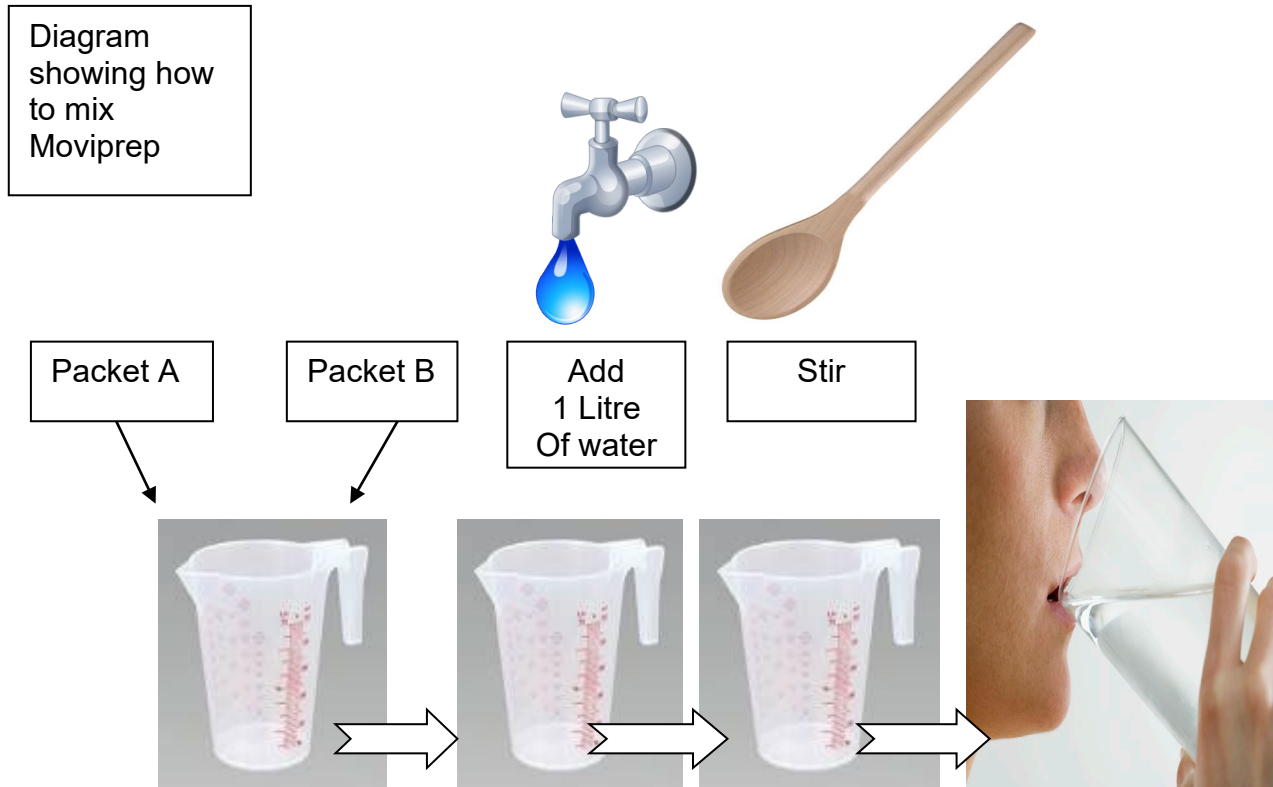 Diagram
showing how
to mix
Moviprep
Packet A
Packet B
Add
1 Litre
Of water
Stir